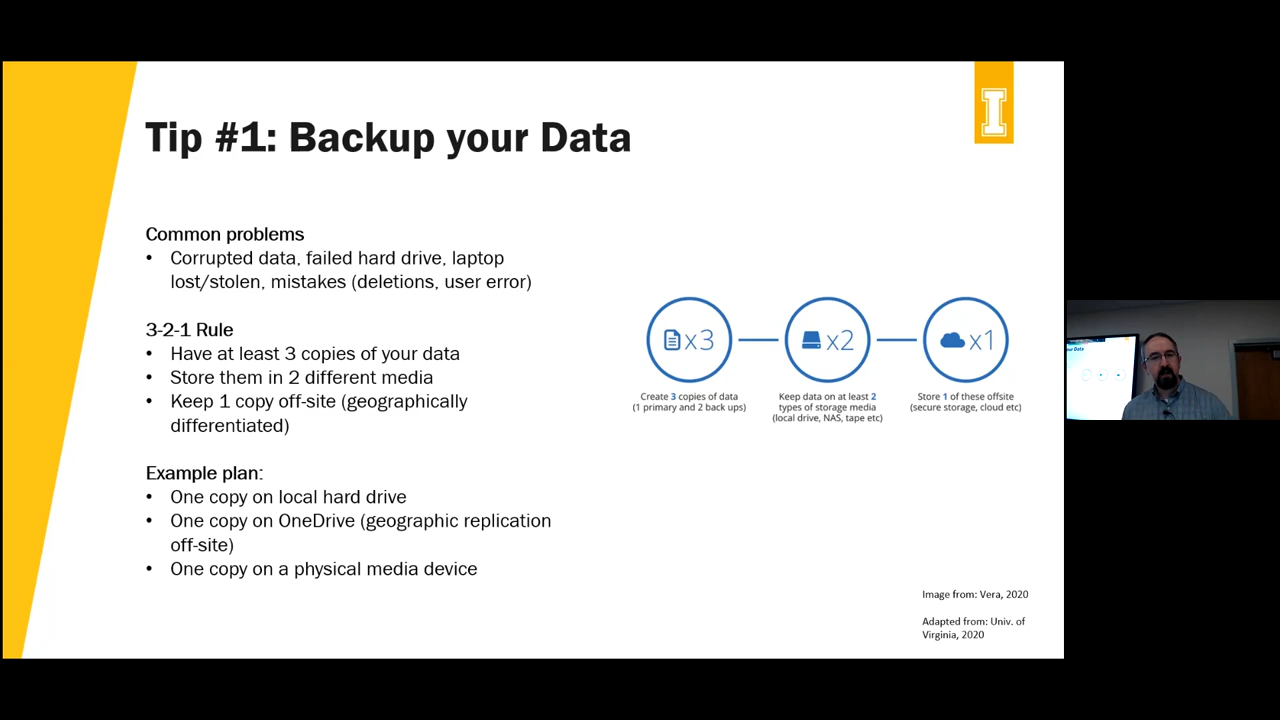 I
Tip #1: Backup your Data
Common problems
• Corrupted data, failed hard drive, laptop
lost/stolen, mistakes (deletions, user error)
3-2-1 Rule
• Have at least 3 copies of your data
• Store them in 2 different media
• Keep 1 copy off-site (geographically
differentiated)
Example plan:
• One copy on local hard drive
• One copy on OneDrive (geographic replication
off-site)
• One copy on a physical media device
x3
Create 3 copies of data
(1 primary and 2 back ups)
x2
Keep data on at least 2
types of storage media
(local drive, NAS, tape etc)
x1
Store 1 of these offsite
(secure storage, cloud etc)
Image from: Vera, 2020
Adapted from: Univ. of
Virginia, 2020